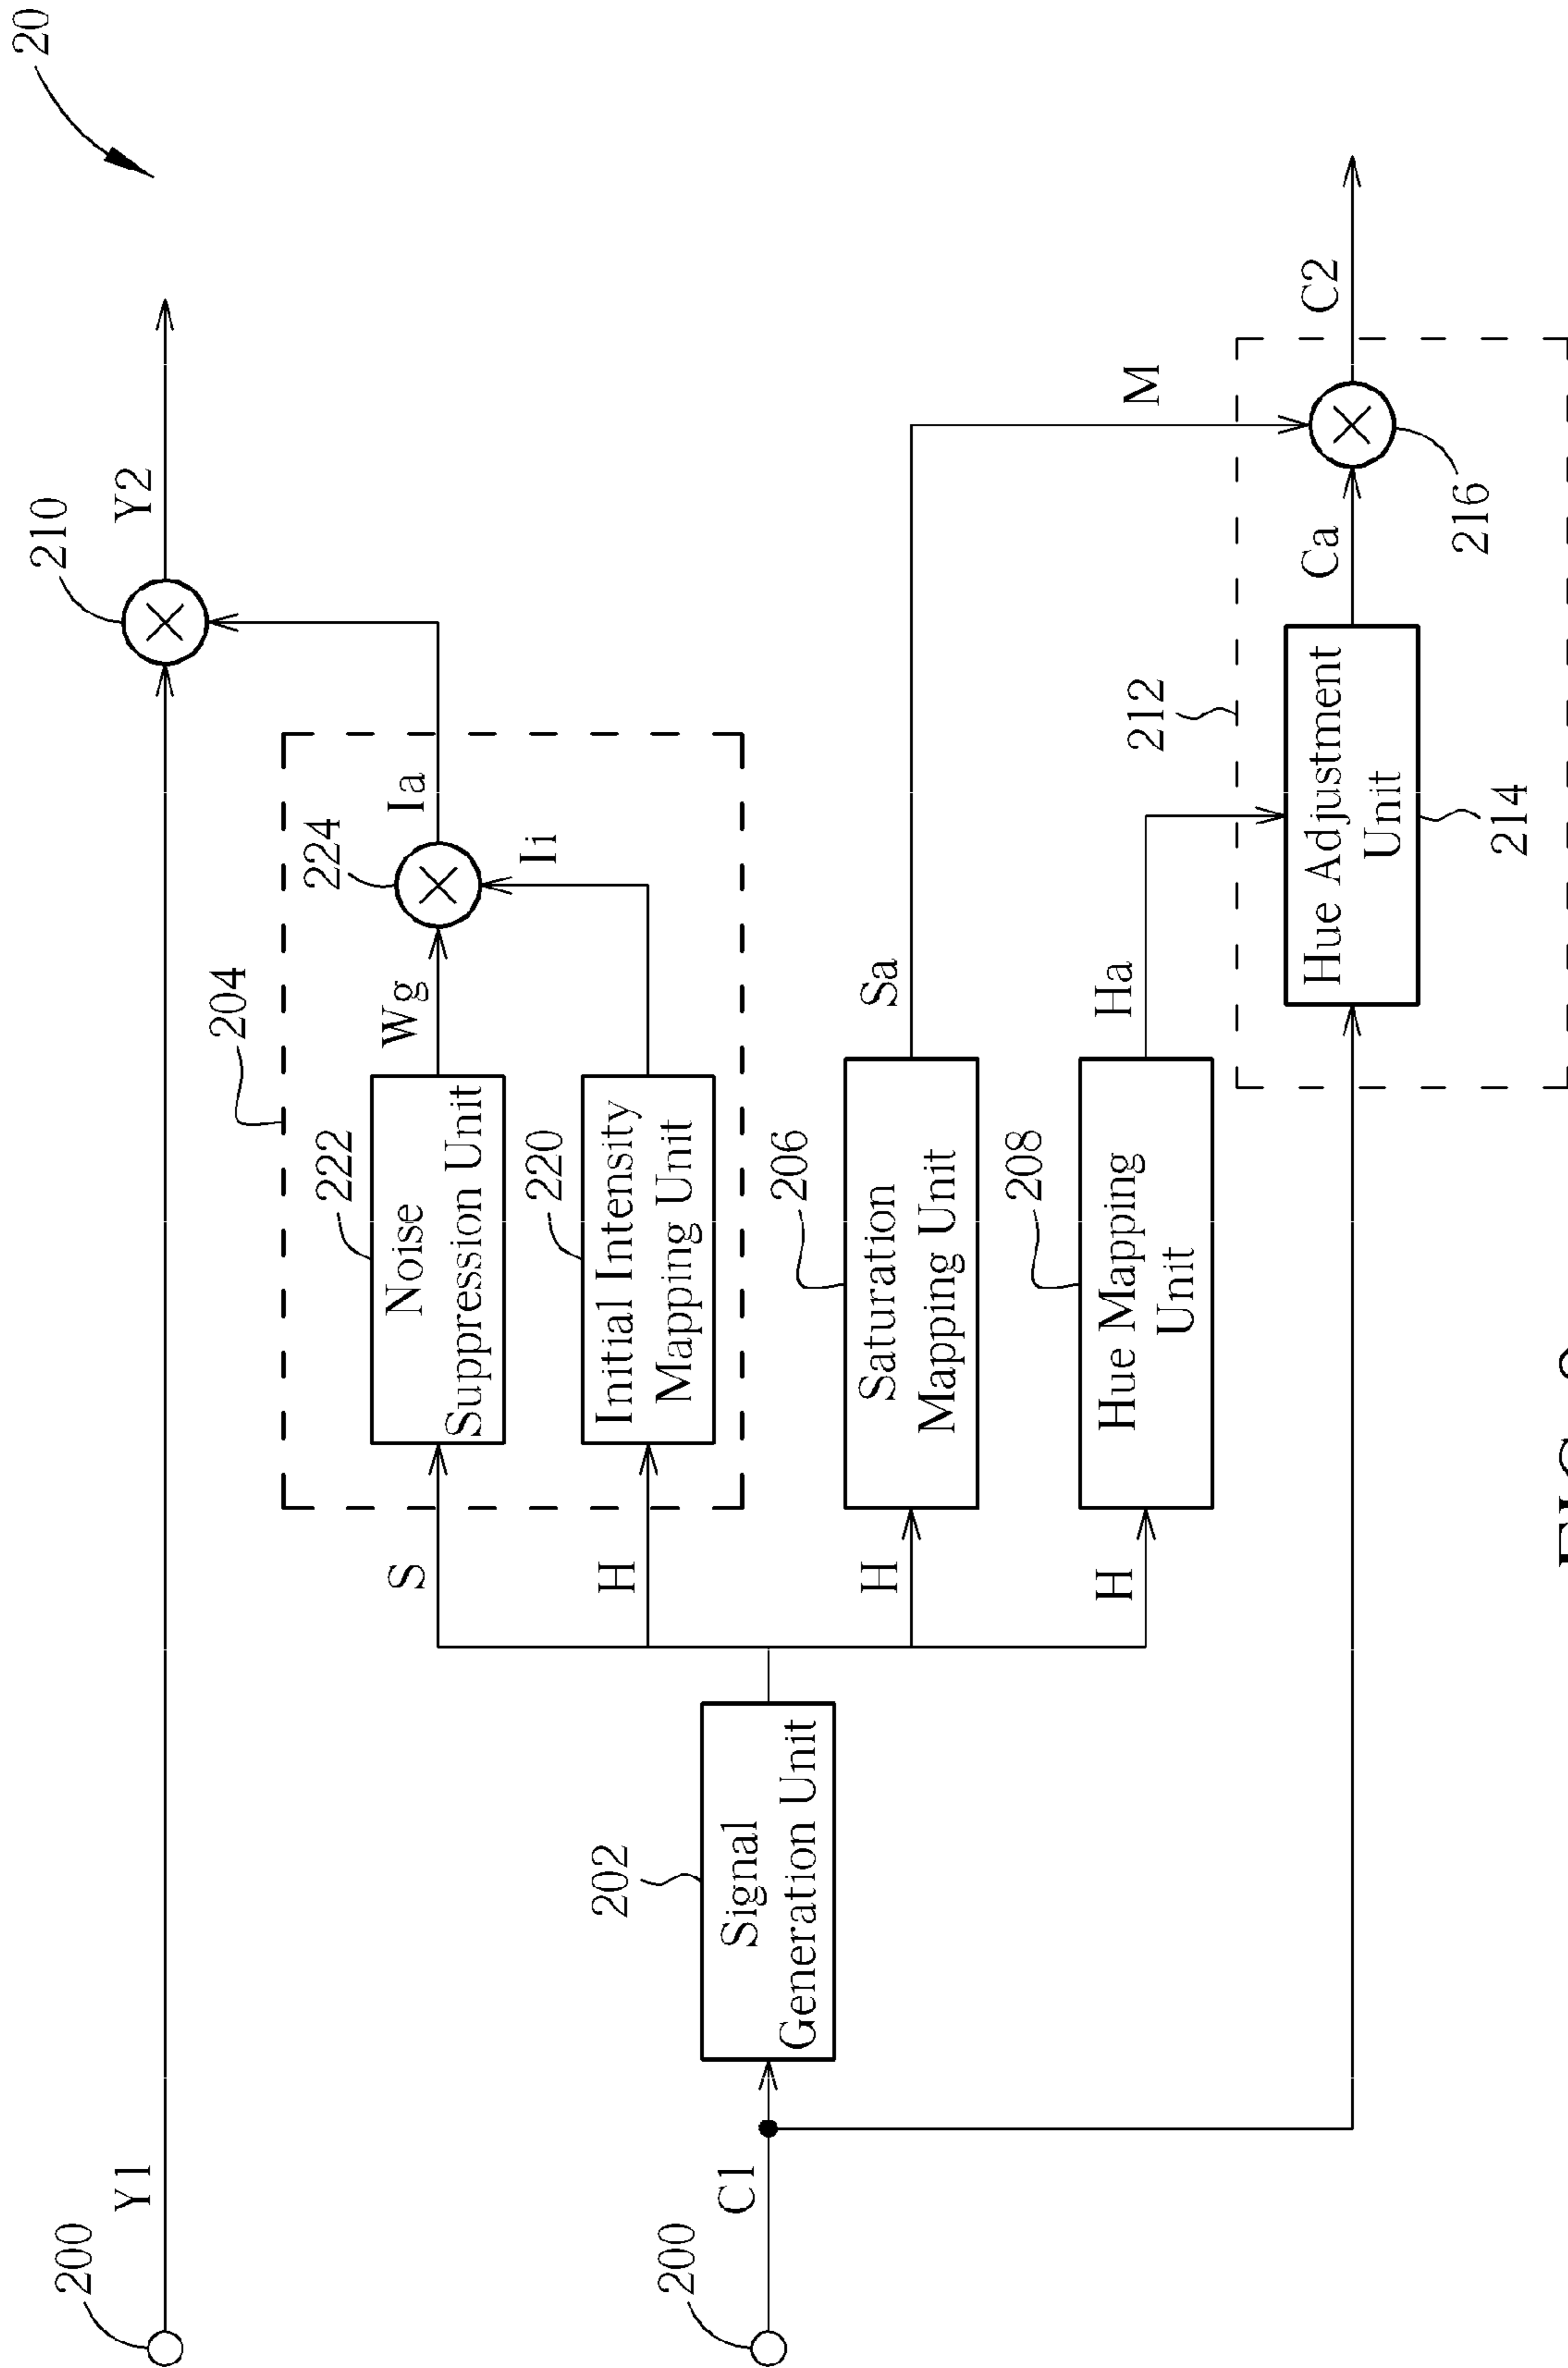 20
200
Y1
210
Y2
204
222
Noise
Suppression Unit
Wg
224
Ia
220
Initial Intensity
Mapping Unit
Ii
S
H
200
C1
202
Signal
Generation Unit
H
206
Saturation
Mapping Unit
Sa
M
H
208
Hue Mapping
Unit
Ha
212
Hue Adjustment
Unit
214
Ca
216
C2